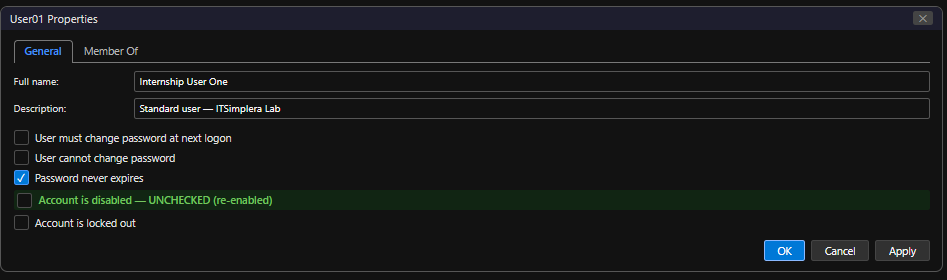 User01 Properties
General Member Of
Full name: Internship User One
Description: Standard user — ITSimplera Lab
User must change password at next logon
User cannot change password
Password never expires
Account is disabled — UNCHECKED (re-enabled)
Account is locked out
OK Cancel Apply